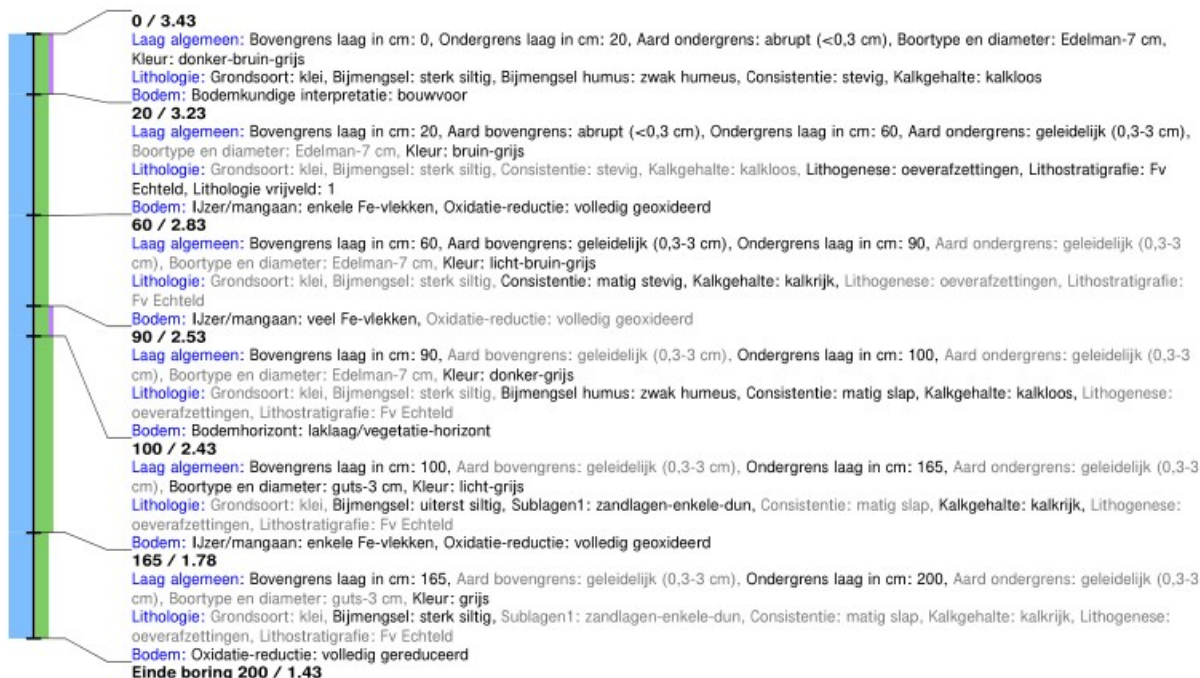 0 / 3.43
Laag algemeen: Bovengrens laag in cm: 0, Ondergrens laag in cm: 20, Aard ondergrens: abrupt (<0,3 cm), Boortype en diameter: Edelman-7 cm,
Kleur: donker-bruin-grijs
Lithologie: Grondsoort: klei, Bijmengsel: sterk siltig, Bijmengsel humus: zwak humeus, Consistentie: stevig, Kalkgehalte: kalkloos
Bodem: Bodemkundige interpretatie: bouwvoor
20 / 3.23
Laag algemeen: Bovengrens laag in cm: 20, Aard bovengrens: abrupt (<0,3 cm), Ondergrens laag in cm: 60, Aard ondergrens: geleidelijk (0,3-3 cm),
Boortype en diameter: Edelman-7 cm, Kleur: bruin-grijs
Lithologie: Grondsoort: klei, Bijmengsel: sterk siltig, Consistentie: stevig, Kalkgehalte: kalkloos, Lithogenese: oeverafzettingen, Lithostratigrafie: Fv
Echteld, Lithologie vrijveld: 1
Bodem: IJzer/mangaan: enkele Fe-vlekken, Oxidatie-reductie: volledig geoxideerd
60 / 2.83
Laag algemeen: Bovengrens laag in cm: 60, Aard bovengrens: geleidelijk (0,3-3 cm), Ondergrens laag in cm: 90, Aard ondergrens: geleidelijk (0,3-3
cm), Boortype en diameter: Edelman-7 cm, Kleur: licht-bruin-grijs
Lithologie: Grondsoort: klei, Bijmengsel: sterk siltig, Consistentie: matig stevig, Kalkgehalte: kalkrijk, Lithogenese: oeverafzettingen, Lithostratigrafie:
Fv Echteld
Bodem: IJzer/mangaan: veel Fe-vlekken, Oxidatie-reductie: volledig geoxideerd
90 / 2.53
Laag algemeen: Bovengrens laag in cm: 90, Aard bovengrens: geleidelijk (0,3-3 cm), Ondergrens laag in cm: 100, Aard ondergrens: geleidelijk (0,3-3
cm), Boortype en diameter: Edelman-7 cm, Kleur: donker-grijs
Lithologie: Grondsoort: klei, Bijmengsel: sterk siltig, Bijmengsel humus: zwak humeus, Consistentie: matig slap, Kalkgehalte: kalkloos, Lithogenese:
oeverafzettingen, Lithostratigrafie: Fv Echteld
Bodem: Bodemhorizont: laklaag/vegetatie-horizont
100 / 2.43
Laag algemeen: Bovengrens laag in cm: 100, Aard bovengrens: geleidelijk (0,3-3 cm), Ondergrens laag in cm: 165, Aard ondergrens: geleidelijk (0,3-3
cm), Boortype en diameter: guts-3 cm, Kleur: licht-grijs
Lithologie: Grondsoort: klei, Bijmengsel: uiterst siltig, Sublagen1: zandlagen-enkele-dun, Consistentie: matig slap, Kalkgehalte: kalkrijk, Lithogenese:
oeverafzettingen, Lithostratigrafie: Fv Echteld
Bodem: IJzer/mangaan: enkele Fe-vlekken, Oxidatie-reductie: volledig geoxideerd
165 / 1.78
Laag algemeen: Bovengrens laag in cm: 165, Aard bovengrens: geleidelijk (0,3-3 cm), Ondergrens laag in cm: 200, Aard ondergrens: geleidelijk (0,3-3
cm), Boortype en diameter: guts-3 cm, Kleur: grijs
Lithologie: Grondsoort: klei, Bijmengsel: sterk siltig, Sublagen1: zandlagen-enkele-dun, Consistentie: matig slap, Kalkgehalte: kalkrijk, Lithogenese:
oeverafzettingen, Lithostratigrafie: Fv Echteld
Bodem: Oxidatie-reductie: volledig gereduceerd
Einde boring 200 / 1.43